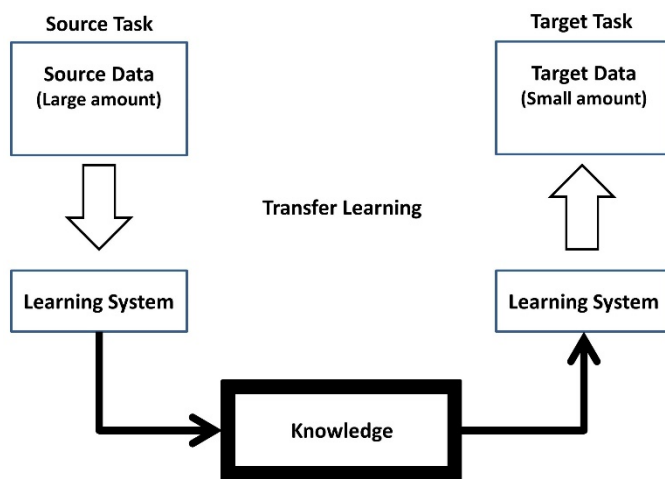 Source Task
Target Task
Source Data
(Large amount)
Target Data
(Small amount)
Transfer Learning
Learning System
Learning System
Knowledge